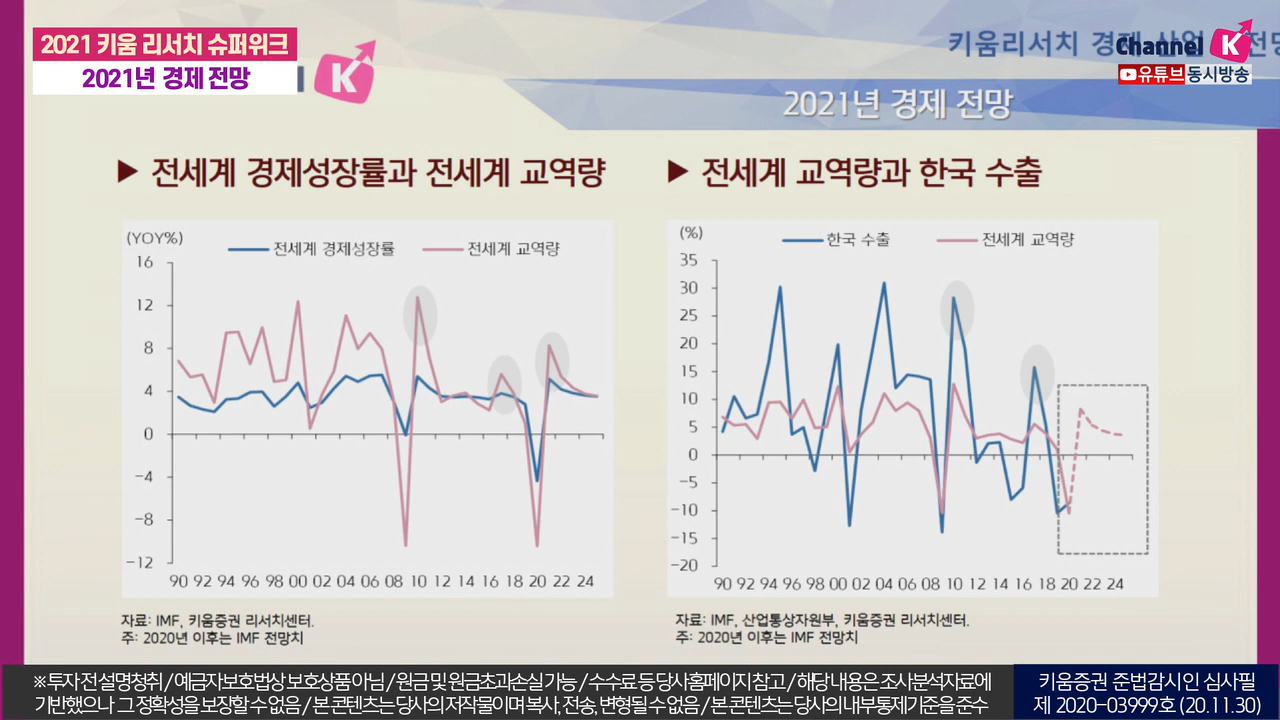 2021 키움 리서치 슈퍼위크
2021년 경제 전망
K
키움리서치 경제
전망
Channel K
유튜브 동시방송
2021년 경제 전망
▶ 전세계 경제성장률과 전세계 교역량
(YOY%)
전세계 경제성장률 전세계 교역량
16
12
8
4
0
-4
-8
-12
90 92 94 96 98 00 02 04 06 08 10 12 14 16 18 20 22 24
자료: IMF, 키움증권 리서치센터.
주: 2020년 이후는 IMF 전망치
▶ 전세계 교역량과 한국 수출
(%)
한국 수출 전세계 교역량
35
30
25
20
15
10
5
0
-5
-10
-15
-20
90 92 94 96 98 00 02 04 06 08 10 12 14 16 18 20 22 24
자료: IMF, 산업통상자원부, 키움증권 리서치센터.
주: 2020년 이후는 IMF 전망치
※ 투자 전 설명청취 / 예금자보호법상 보호상품 아님 / 원금 및 원금초과손실 가능 / 수수료 등 당사홈페이지 참고 / 해당 내용은 조사분석자료에
기반했으나 그 정확성을 보장할 수 없음 / 본 콘텐츠는 당사의 저작물이며 복사, 전송, 변형될 수 없음 / 본 콘텐츠는 당사의 내부통제기준을 준수
키움증권 준법감시인 심사필
제 2020-03999호 (20.11.30)